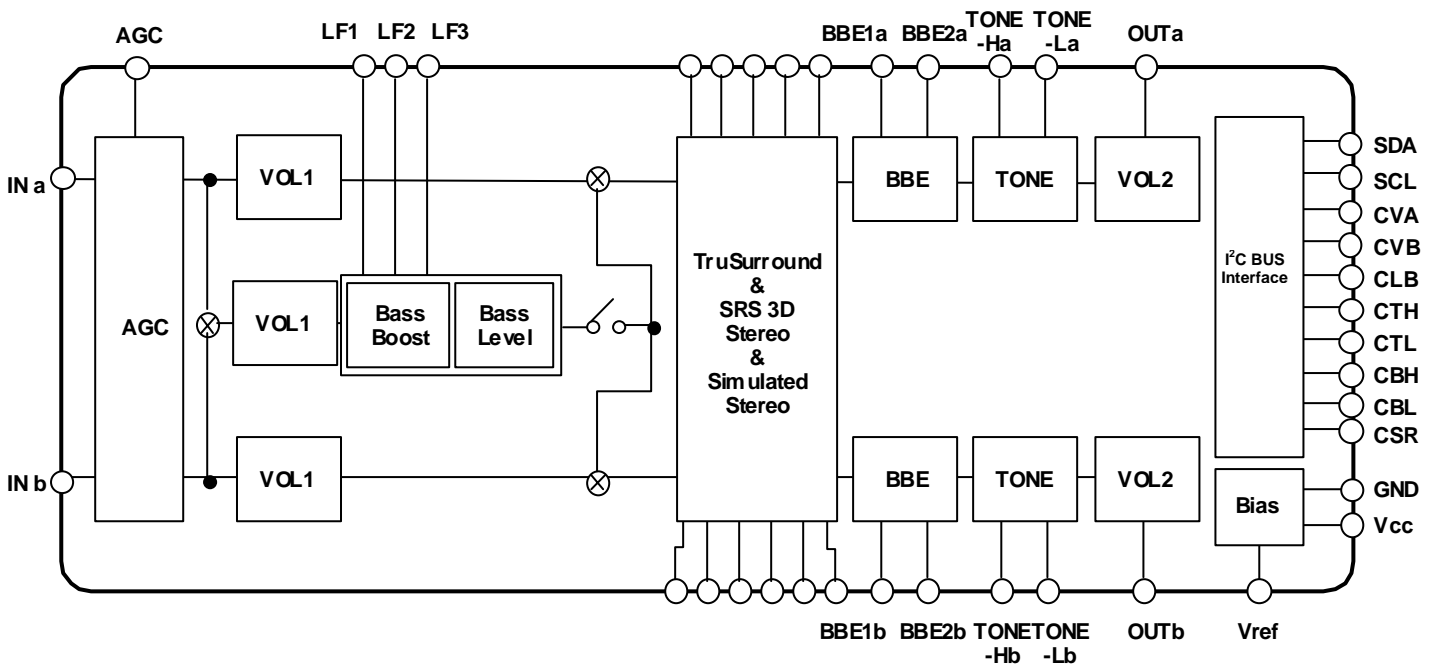 AGC
LF1 LF2 LF3
BBE1a BBE2a
TONE
-Ha
TONE
-La
OUTa
IN a
IN b
AGC
VOL1
VOL1
Bass
Boost
Bass
Level
VOL1
TruSurround
&
SRS 3D
Stereo
&
Simulated
Stereo
BBE
TONE
VOL2
BBE
TONE
VOL2
I²C BUS
Interface
Bias
SDA
SCL
CVA
CVB
CLB
CTH
CTL
CBH
CBL
CSR
GND
Vcc
BBE1b BBE2b
TONE
-Hb
TONE
-Lb
OUTb
Vref